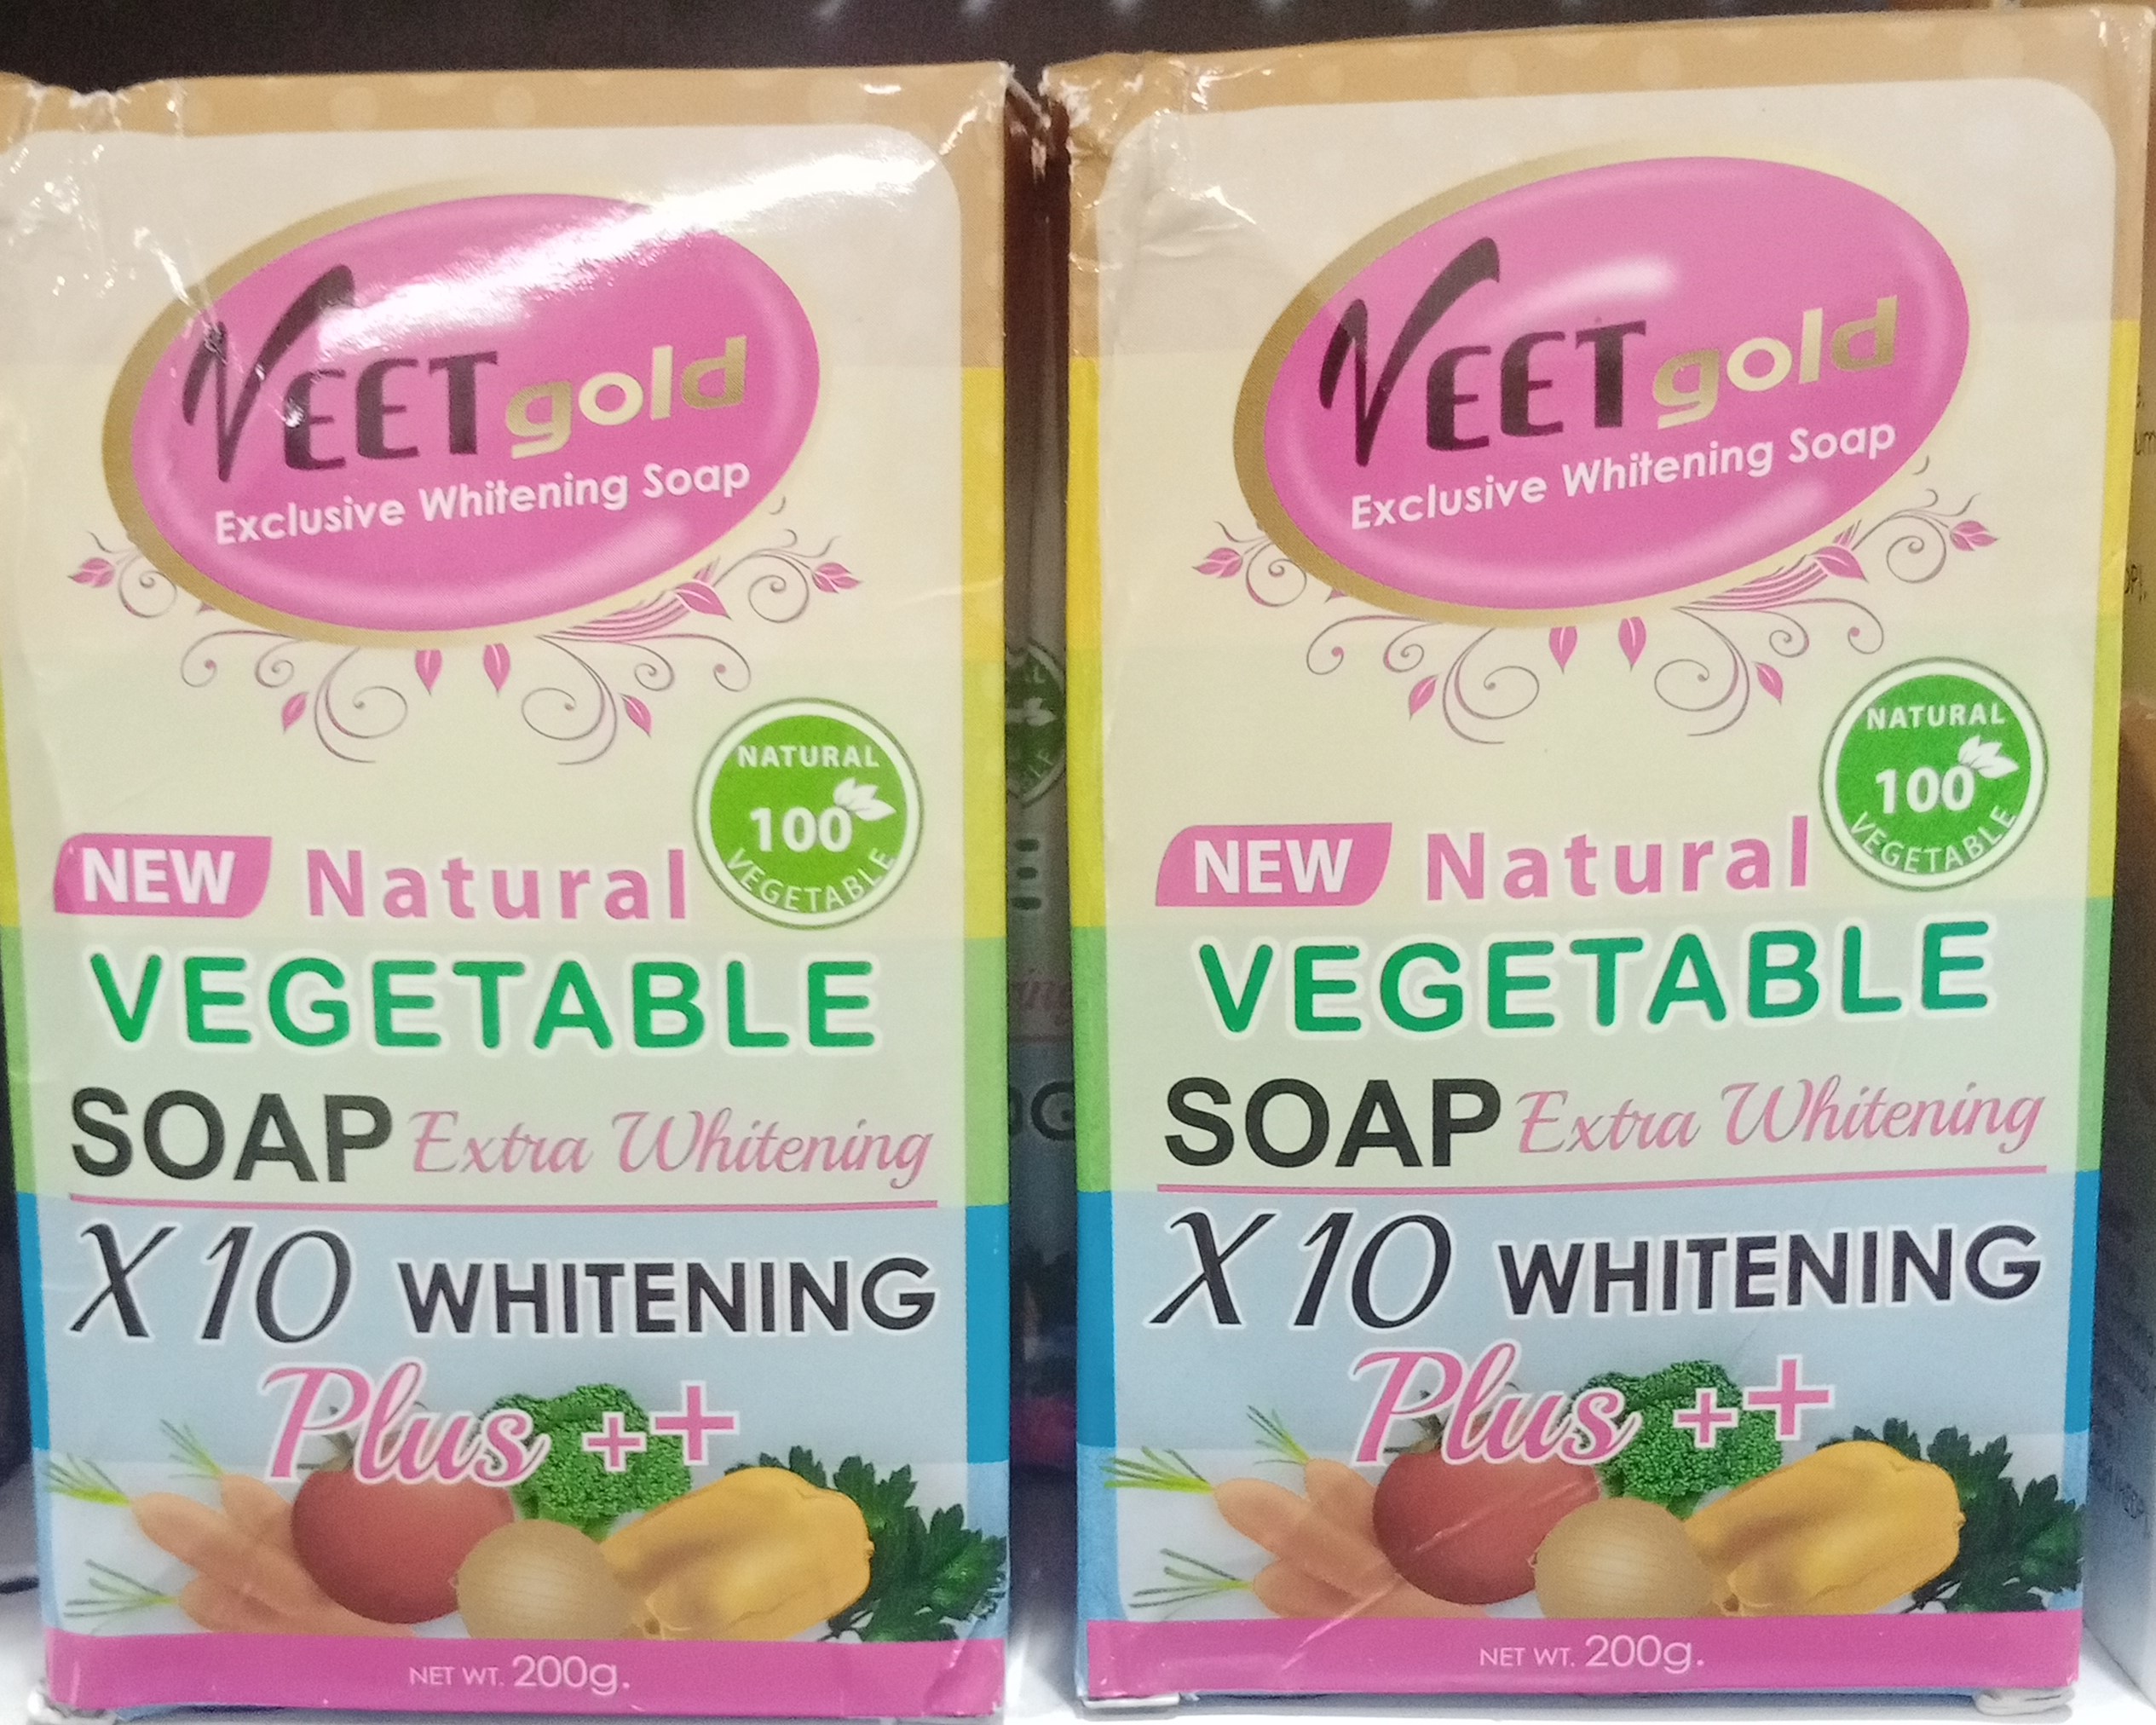 VEET gold
Exclusive Whitening Soap
NATURAL
100
VEGETABLE
NEW Natural
VEGETABLE
SOAP Extra Whitening
X 10 WHITENING
Plus ++
NET WT. 200g.
VEET gold
Exclusive Whitening Soap
NATURAL
100
VEGETABLE
NEW Natural
VEGETABLE
SOAP Extra Whitening
X 10 WHITENING
Plus ++
NET WT. 200g.